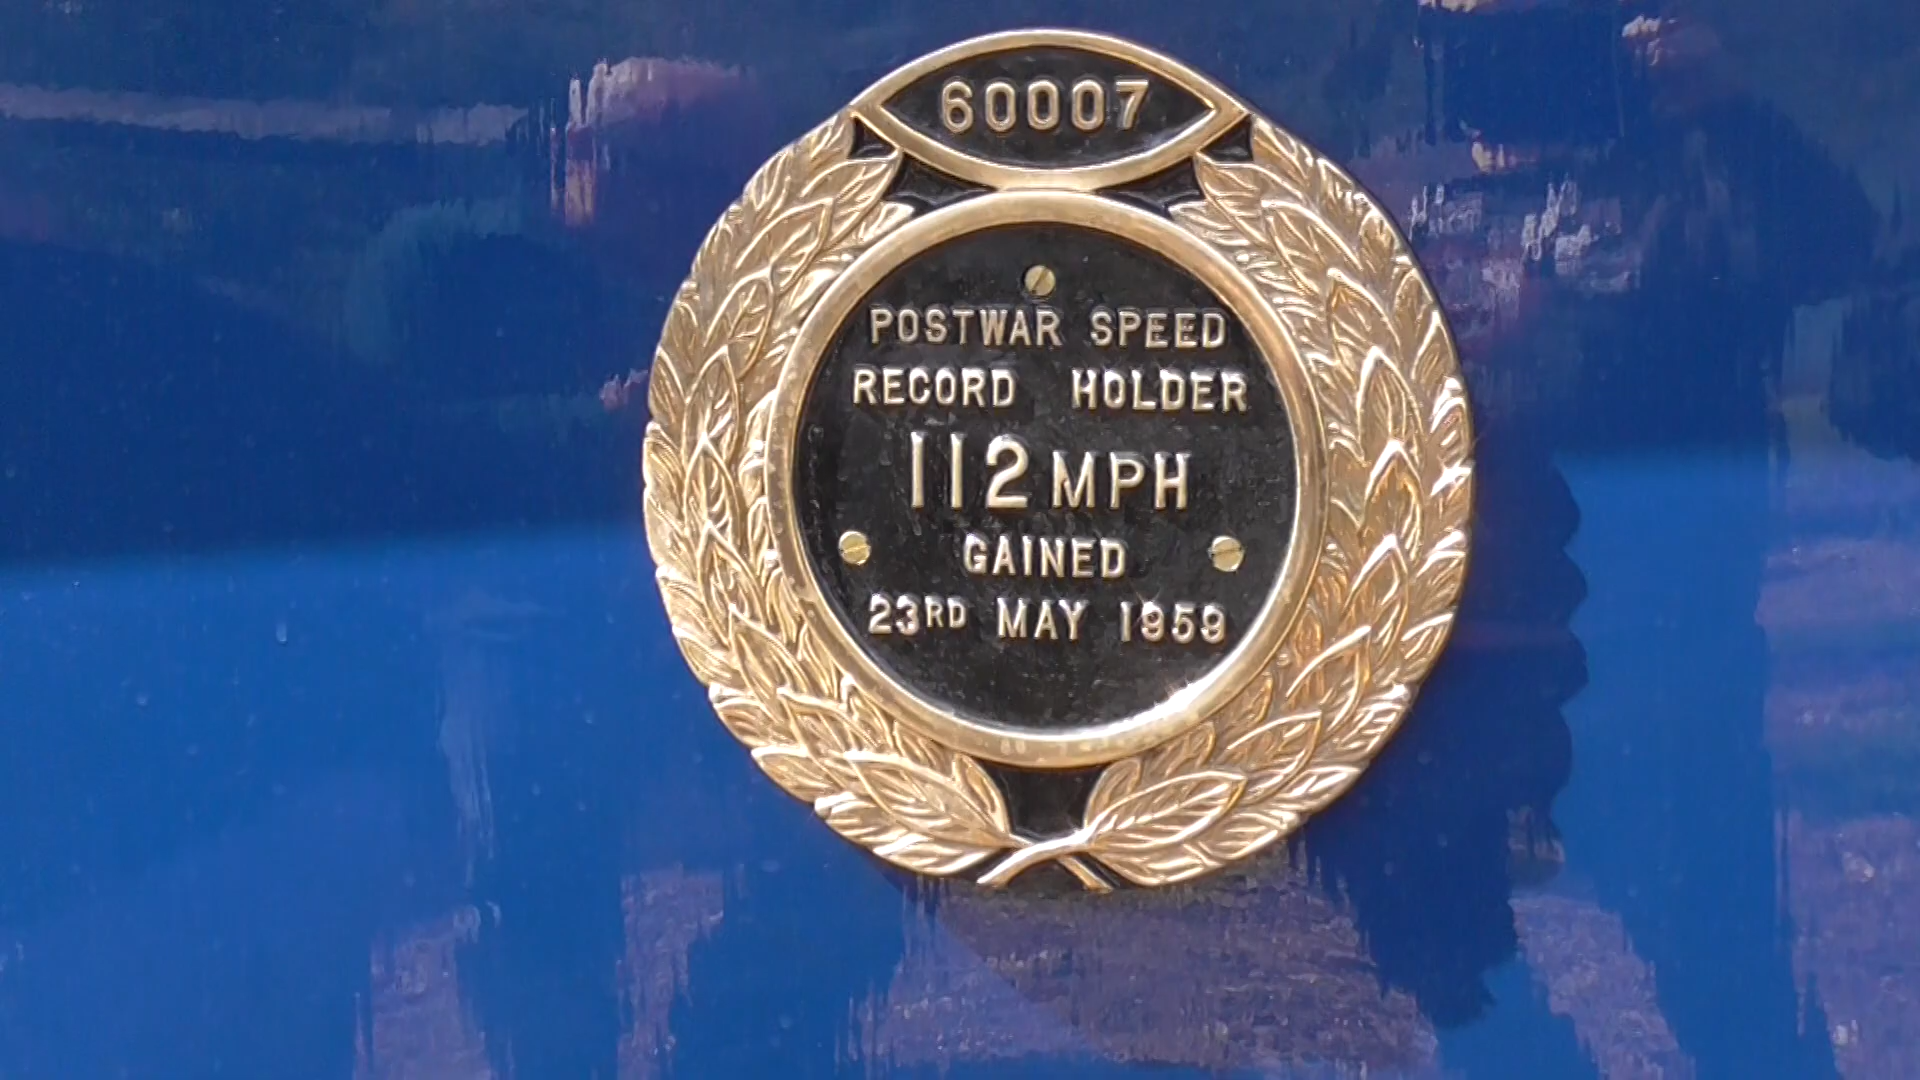 60007
POSTWAR SPEED
RECORD HOLDER
112 MPH
GAINED
23RD MAY 1959